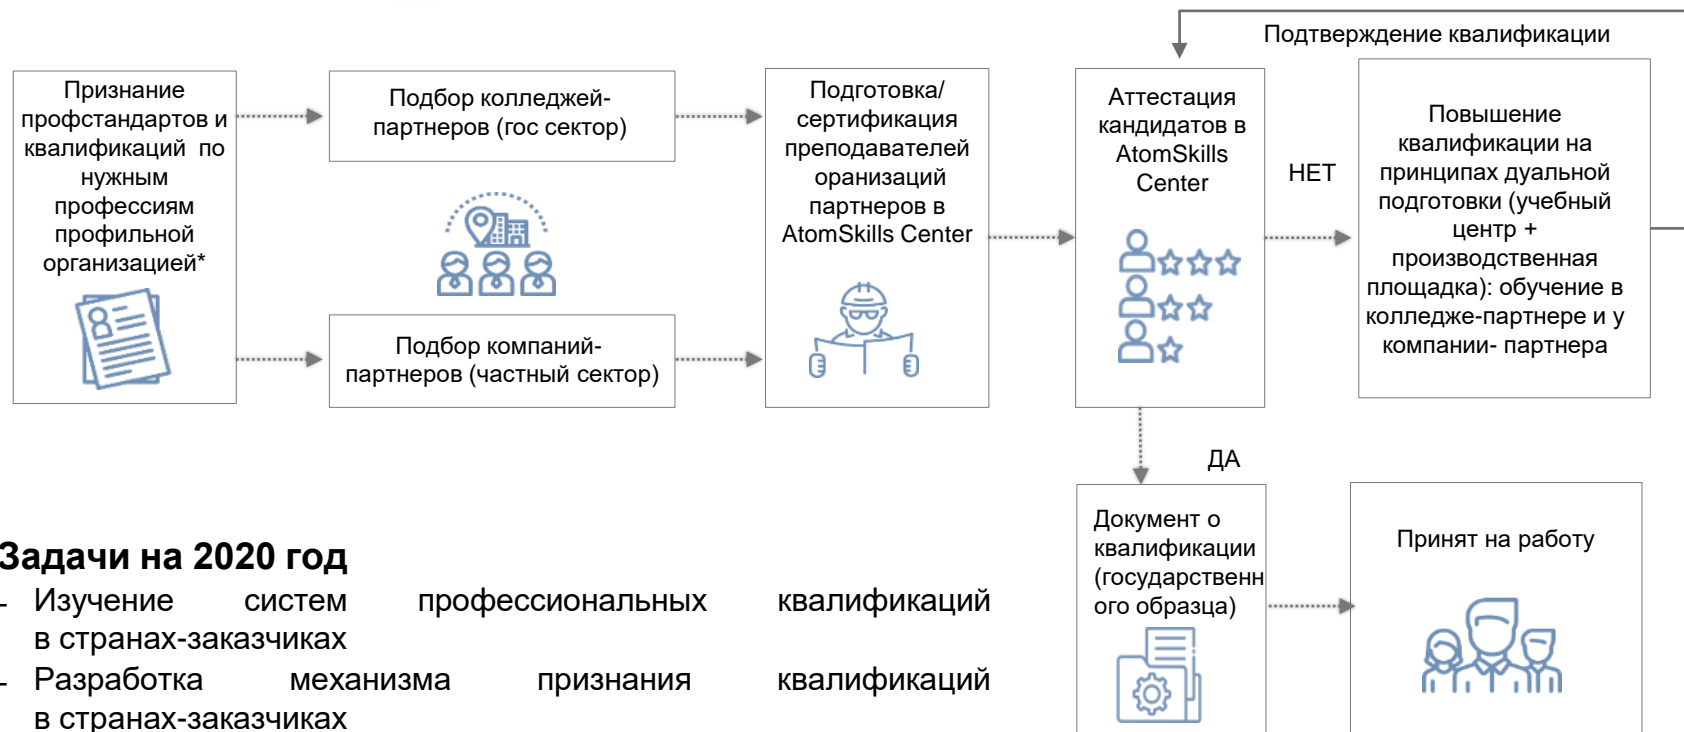 Подтверждение квалификации
Признание
профстандартов и
квалификаций по
нужным
профессиям
профильной
организацией*
Подбор колледжей-
партнеров (гос сектор)
Подбор компаний-
партнеров (частный сектор)
Подготовка/
сертификация
преподавателей
оранизаций
партнеров в
AtomSkills Center
Аттестация
кандидатов в
AtomSkills
Center
НЕТ
Повышение
квалификации на
принципах дуальной
подготовки (учебный
центр +
производственная
площадка): обучение в
колледже-партнере и у
компании- партнера
ДА
Документ о
квалификации
(государственн
ого образца)
Принят на работу
Задачи на 2020 год
- Изучение систем профессиональных квалификаций
в странах-заказчиках
- Разработка механизма признания квалификаций
в странах-заказчиках